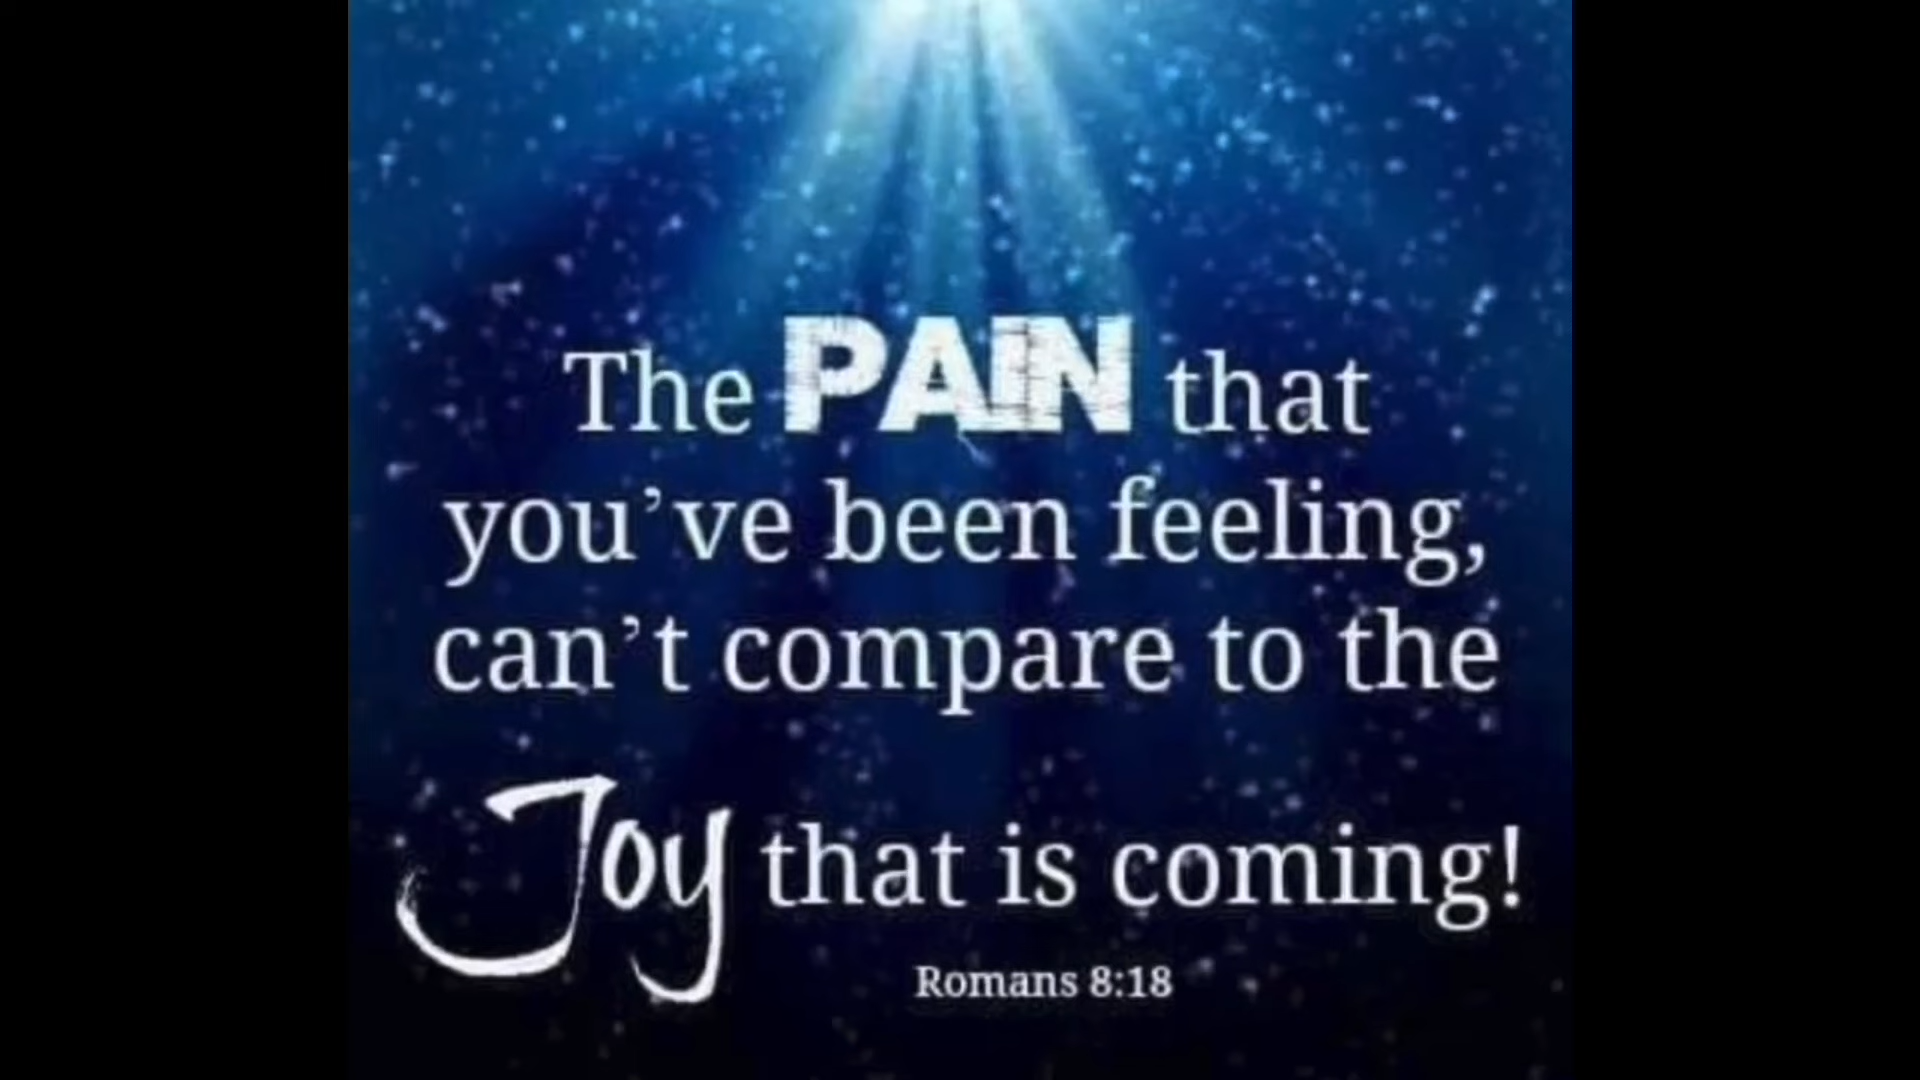 The PAIN that
you’ve been feeling,
can’t compare to the
Joy that is coming!
Romans 8:18